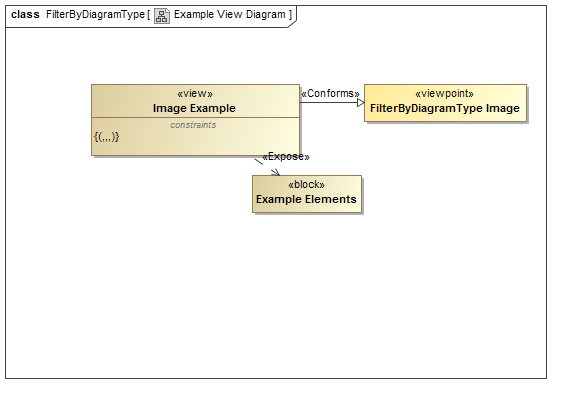 class FilterByDiagramType [ Example View Diagram ]
«view»
Image Example
constraints
{(,,,)}
«Conforms»
«viewpoint»
FilterByDiagramType Image
«Expose»
«block»
Example Elements